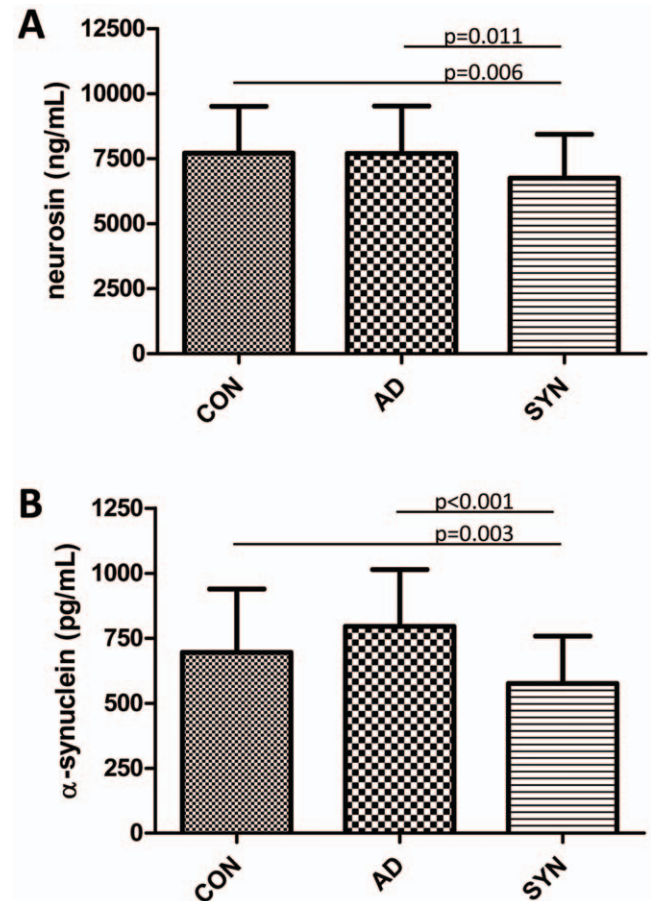 A
12500
10000
7500
5000
2500
0
neurosin (ng/mL)
p=0.011
p=0.006
CON
AD
SYN
B
1250
1000
750
500
250
0
α-synuclein (pg/mL)
p<0.001
p=0.003
CON
AD
SYN